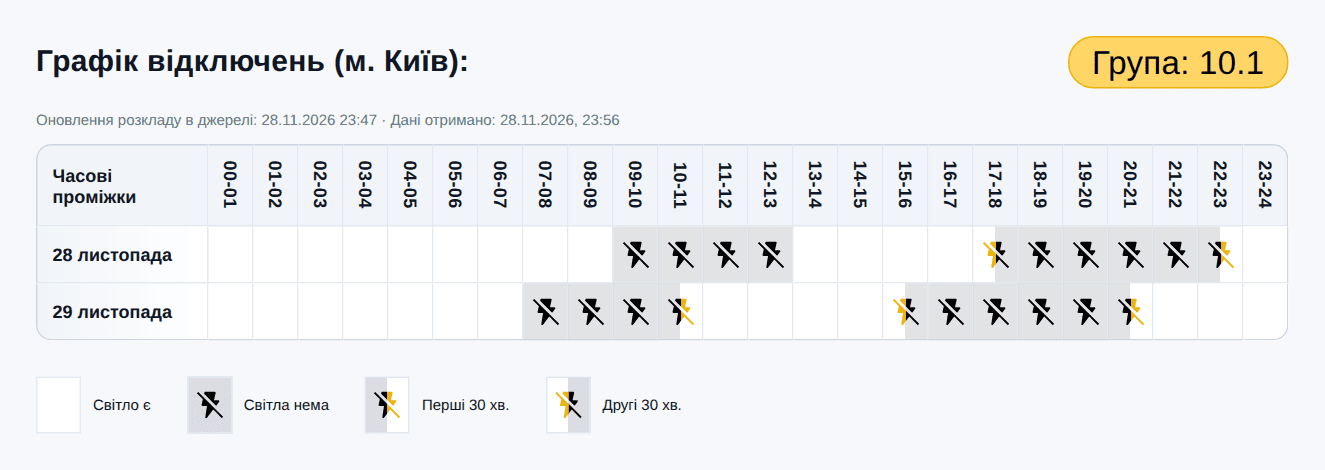 Графік відключень (м. Київ):
Група: 10.1
Оновлення розкладу в джерелі: 28.11.2026 23:47 · Дані отримано: 28.11.2026, 23:56
Часові
проміжки
00-01
01-02
02-03
03-04
04-05
05-06
06-07
07-08
08-09
09-10
10-11
11-12
12-13
13-14
14-15
15-16
16-17
17-18
18-19
19-20
20-21
21-22
22-23
23-24
28 листопада
29 листопада
Світло є
Світла нема
Перші 30 хв.
Другі 30 хв.